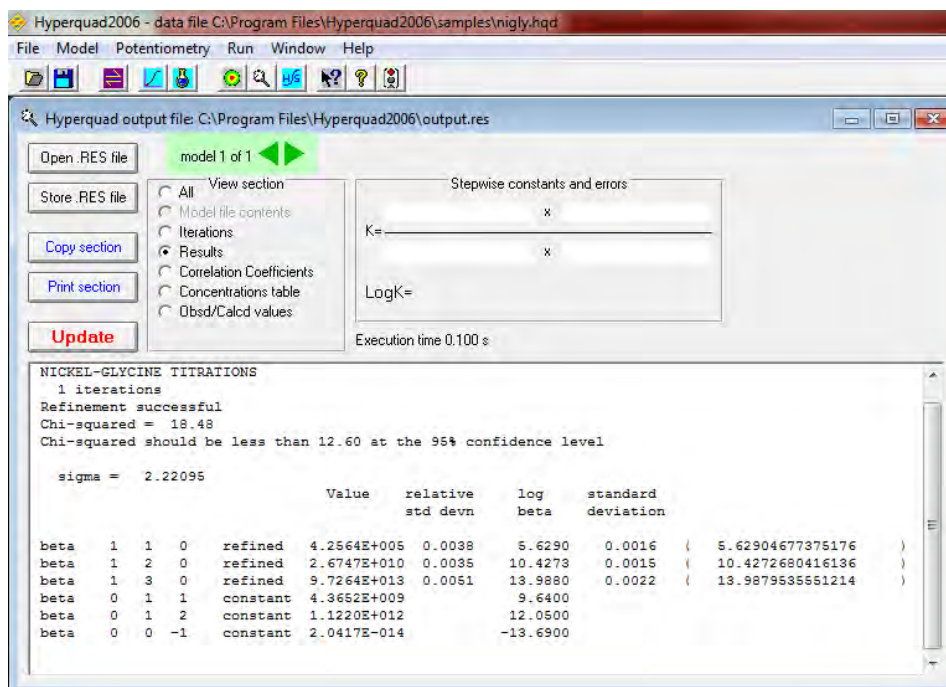 Hyperquad2006 - data file C:\Program Files\Hyperquad2006\samples\nigly.hqd
File Model Potentiometry Run Window Help
Hyperquad output file: C:\Program Files\Hyperquad2006\output.res
Open .RES file
model 1 of 1
Store .RES file
Copy section
Print section
Update
View section
All
Model file contents
Iterations
Results
Correlation Coefficients
Concentrations table
Obsd/Calcd values
Stepwise constants and errors
x
K=
x
LogK=
Execution time 0.100 s
NICKEL-GLYCINE TITRATIONS
1 iterations
Refinement successful
Chi-squared = 18.48
Chi-squared should be less than 12.60 at the 95% confidence level
sigma = 2.22095
Value relative log standard
std devn beta deviation
beta 1 1 0 refined 4.2564E+005 0.0038 5.6290 0.0016 ( 5.62904677375176 )
beta 1 2 0 refined 2.6747E+010 0.0035 10.4273 0.0015 ( 10.4272680416136 )
beta 1 3 0 refined 9.7264E+013 0.0051 13.9880 0.0022 ( 13.9879535551214 )
beta 0 1 1 constant 4.3652E+009 9.6400
beta 0 1 2 constant 1.1220E+012 12.0500
beta 0 0 -1 constant 2.0417E-014 -13.6900